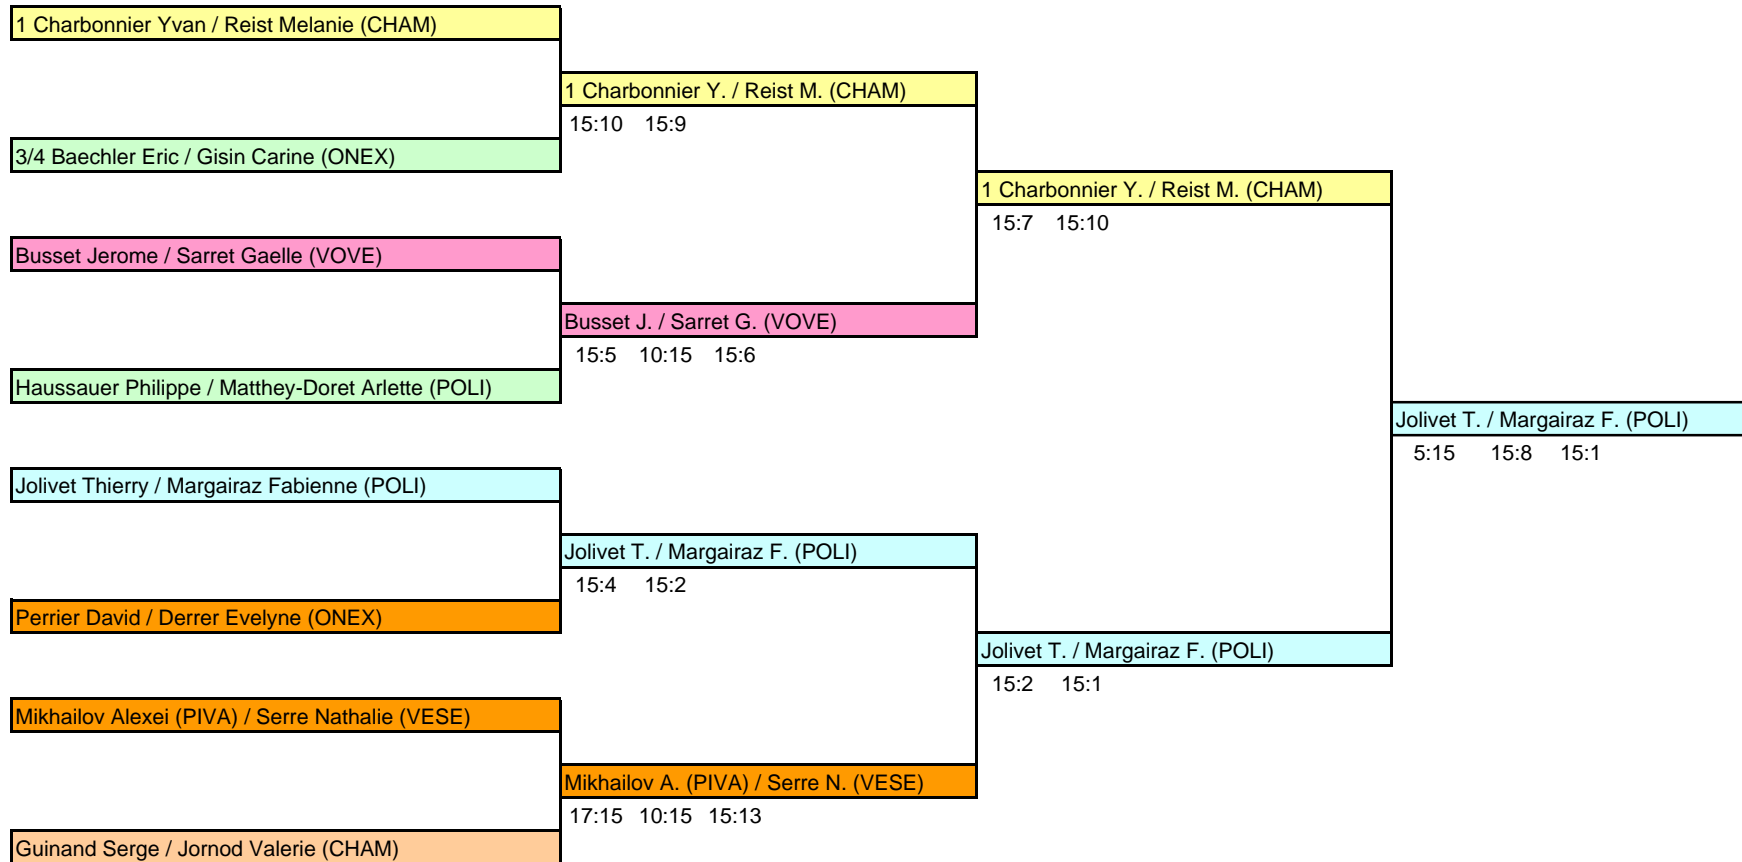 1 Charbonnier Yvan / Reist Melanie (CHAM)
1 Charbonnier Y. / Reist M. (CHAM)
15:10 15:9
3/4 Baechler Eric / Gisin Carine (ONEX)
1 Charbonnier Y. / Reist M. (CHAM)
15:7 15:10
Busset Jerome / Sarret Gaelle (VOVE)
Busset J. / Sarret G. (VOVE)
15:5 10:15 15:6
Haussauer Philippe / Matthey-Doret Arlette (POLI)
Jolivet T. / Margairaz F. (POLI)
5:15 15:8 15:1
Jolivet Thierry / Margairaz Fabienne (POLI)
Jolivet T. / Margairaz F. (POLI)
15:4 15:2
Perrier David / Derrer Evelyne (ONEX)
Jolivet T. / Margairaz F. (POLI)
15:2 15:1
Mikhailov Alexei (PIVA) / Serre Nathalie (VESE)
Mikhailov A. (PIVA) / Serre N. (VESE)
17:15 10:15 15:13
Guinand Serge / Jornod Valerie (CHAM)